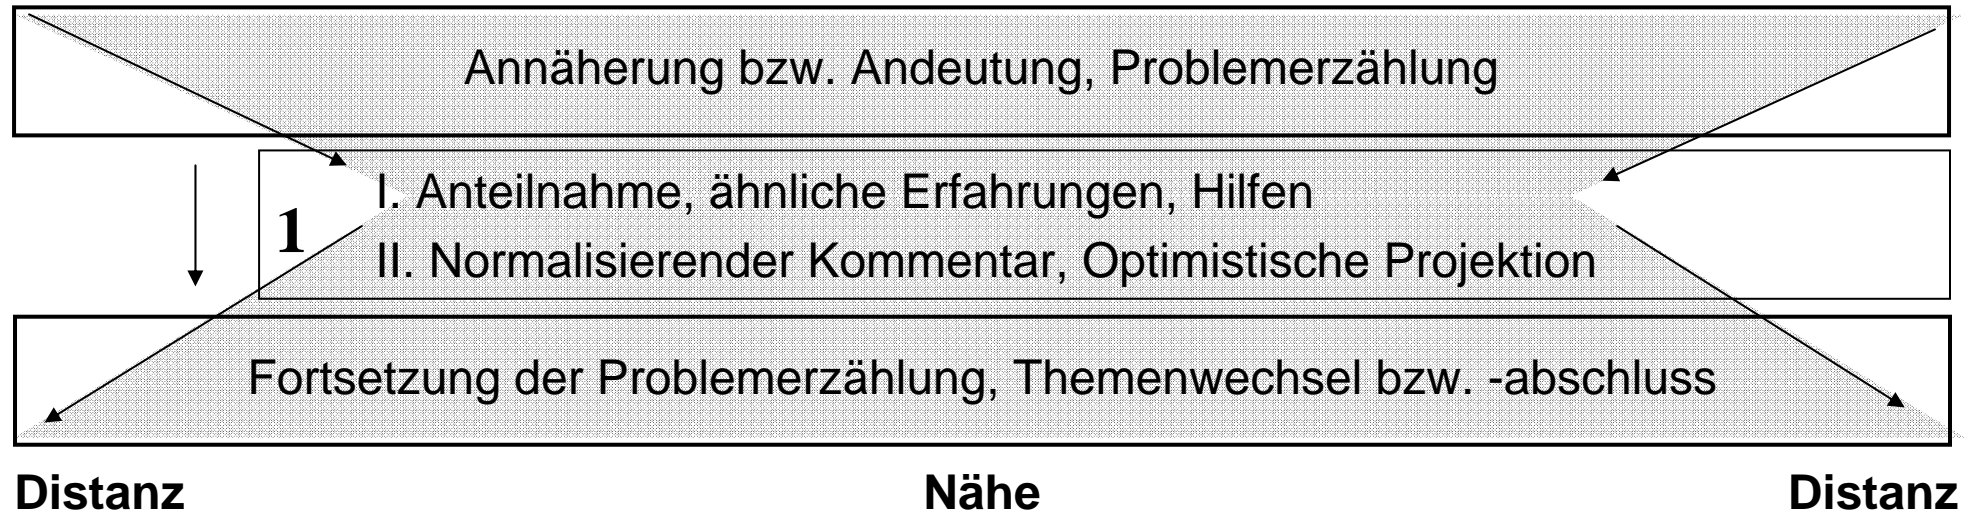 Annäherung bzw. Andeutung, Problemerzählung
I. Anteilnahme, ähnliche Erfahrungen, Hilfen
1
II. Normalisierender Kommentar, Optimistische Projektion
Fortsetzung der Problemerzählung, Themenwechsel bzw. -abschluss
Distanz Nähe Distanz